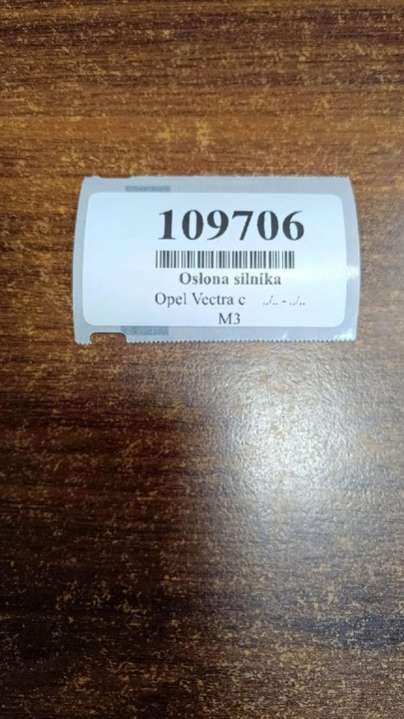 109706
Osłona silnika
Opel Vectra c ../.. - ../..
M3